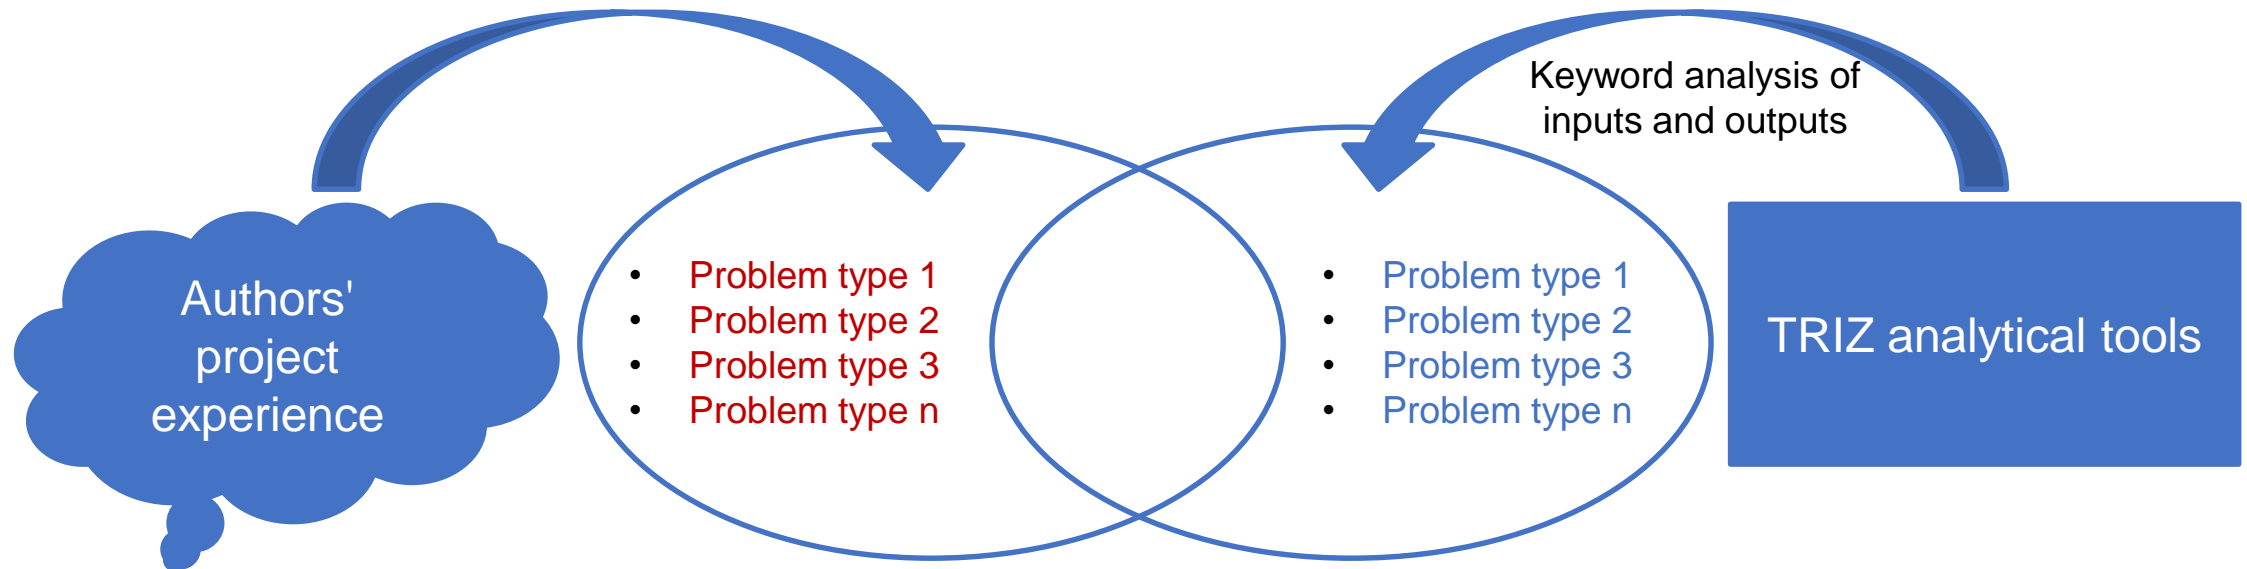 Authors'
project
experience
• Problem type 1
• Problem type 2
• Problem type 3
• Problem type n
• Problem type 1
• Problem type 2
• Problem type 3
• Problem type n
Keyword analysis of
inputs and outputs
TRIZ analytical tools